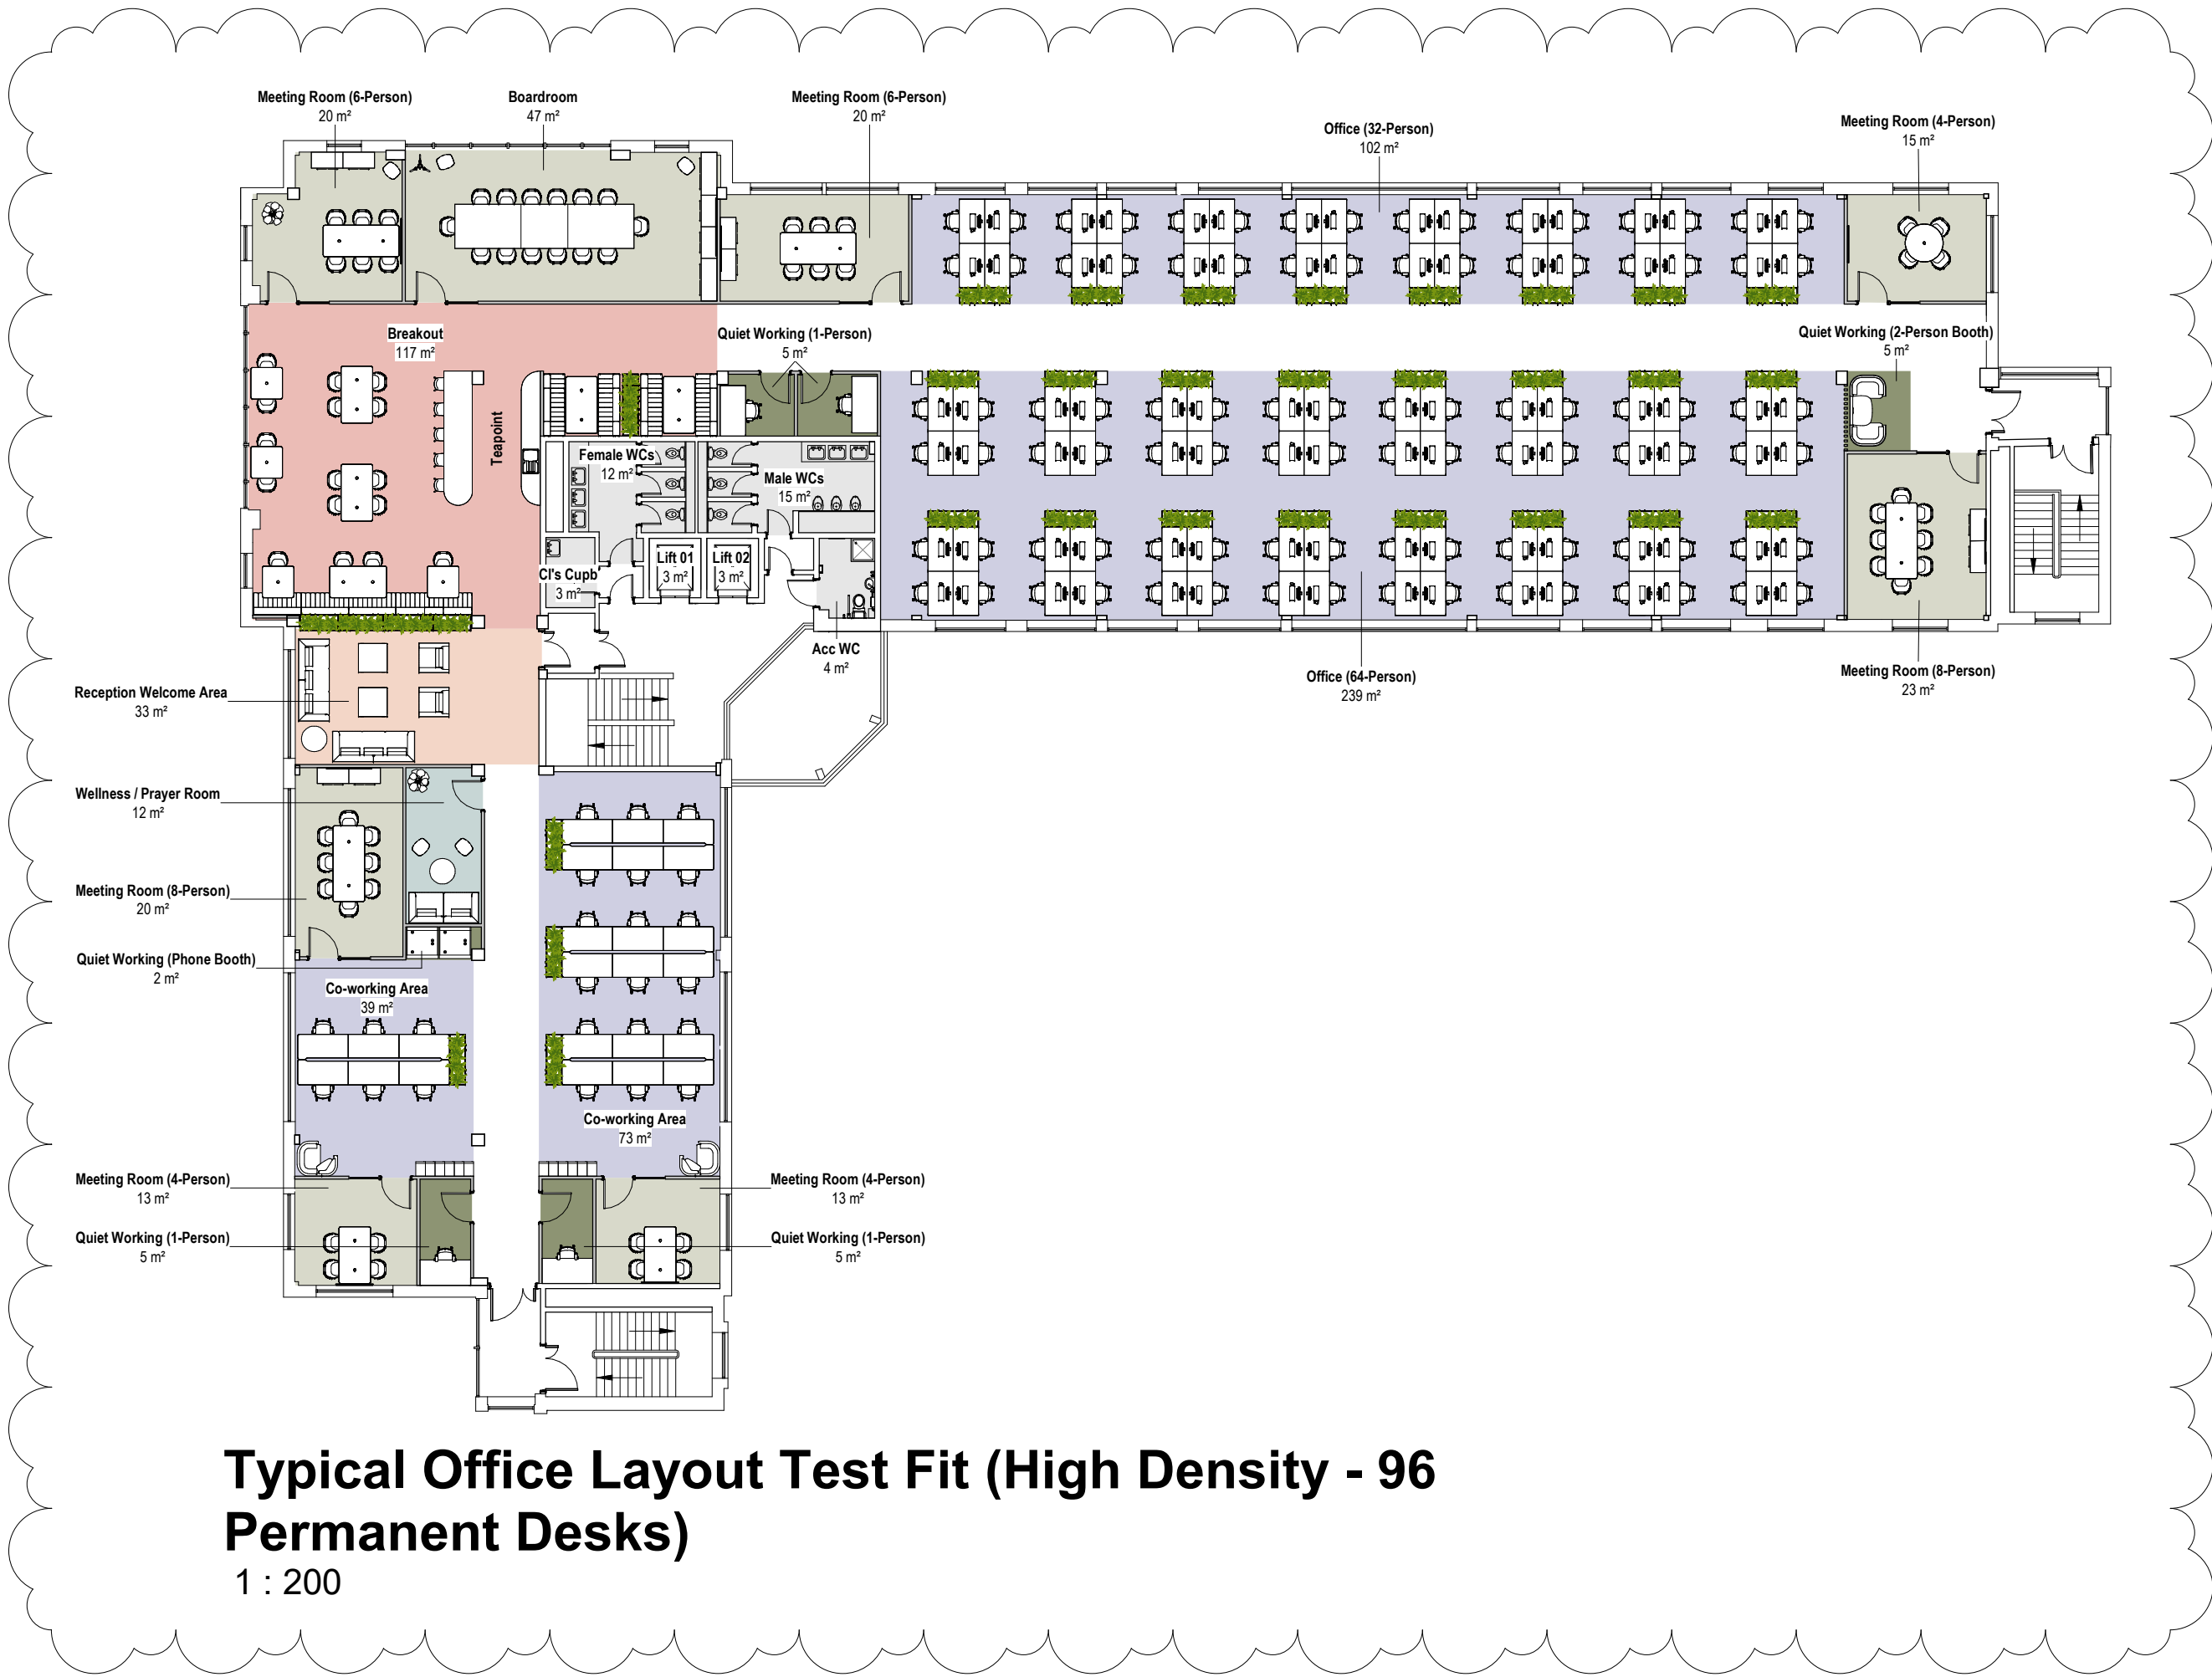 Meeting Room (6-Person)
20 m²
Boardroom
47 m²
Meeting Room (6-Person)
20 m²
Office (32-Person)
102 m²
Meeting Room (4-Person)
15 m²
Breakout
117 m²
Quiet Working (1-Person)
5 m²
Quiet Working (2-Person Booth)
5 m²
Teapoint
Female WCs
12 m²
Male WCs
15 m²
Lift 01
3 m²
Lift 02
3 m²
Cl's Cupb'
3 m²
Acc WC
4 m²
Office (64-Person)
239 m²
Meeting Room (8-Person)
23 m²
Reception Welcome Area
33 m²
Wellness / Prayer Room
12 m²
Meeting Room (8-Person)
20 m²
Quiet Working (Phone Booth)
2 m²
Co-working Area
39 m²
Co-working Area
73 m²
Meeting Room (4-Person)
13 m²
Meeting Room (4-Person)
13 m²
Quiet Working (1-Person)
5 m²
Quiet Working (1-Person)
5 m²
Typical Office Layout Test Fit (High Density - 96
Permanent Desks)
1 : 200